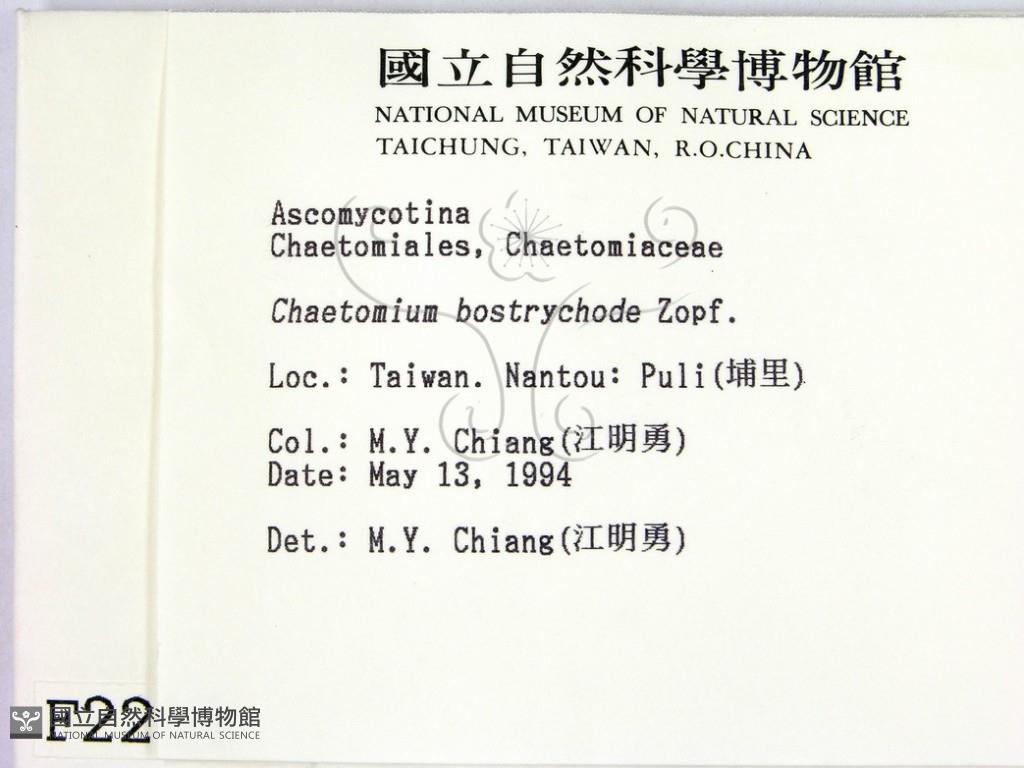 國立自然科學博物館
NATIONAL MUSEUM OF NATURAL SCIENCE
TAICHUNG, TAIWAN, R.O.CHINA
Ascomycotina
Chaetomiales, Chaetomiaceae
Chaetomium bostrychode Zopf.
Loc.: Taiwan. Nantou: Puli(埔里)
Col.: M.Y. Chiang(江明勇)
Date: May 13, 1994
Det.: M.Y. Chiang(江明勇)
F22
國立自然科學博物館
NATIONAL MUSEUM OF NATURAL SCIENCE